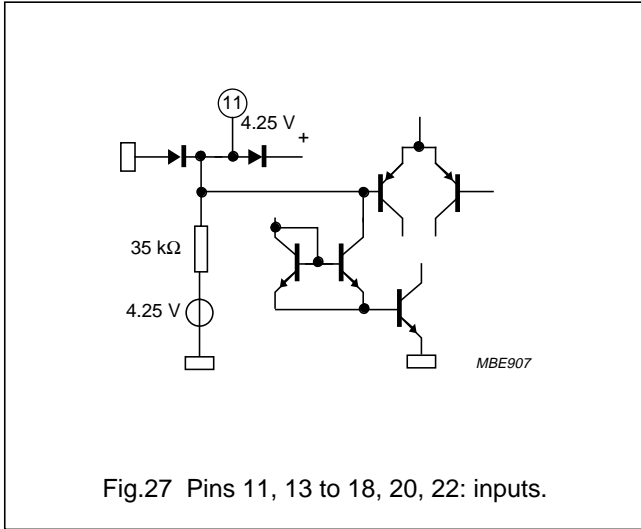 11
4.25 V
+
35 kΩ
4.25 V
MBE907
Fig.27 Pins 11, 13 to 18, 20, 22: inputs.